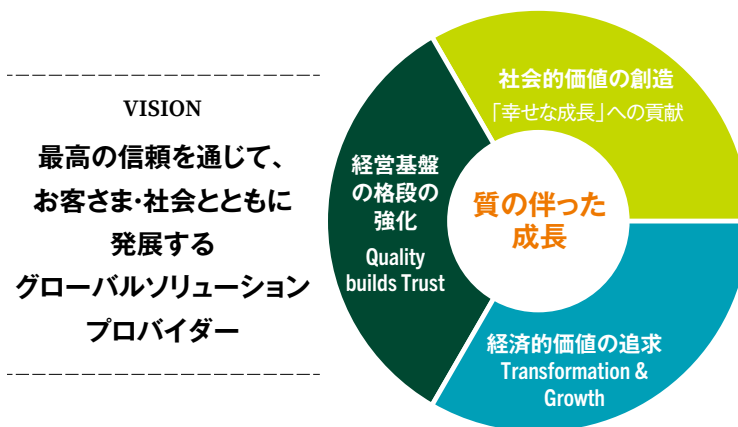 VISION
最高の信頼を通じて、
お客さま・社会とともに
発展する
グローバルソリューション
プロバイダー
社会的価値の創造
「幸せな成長」への貢献
経営基盤
の格段の
強化
Quality
builds Trust
質の伴った
成長
経済的価値の追求
Transformation &
Growth